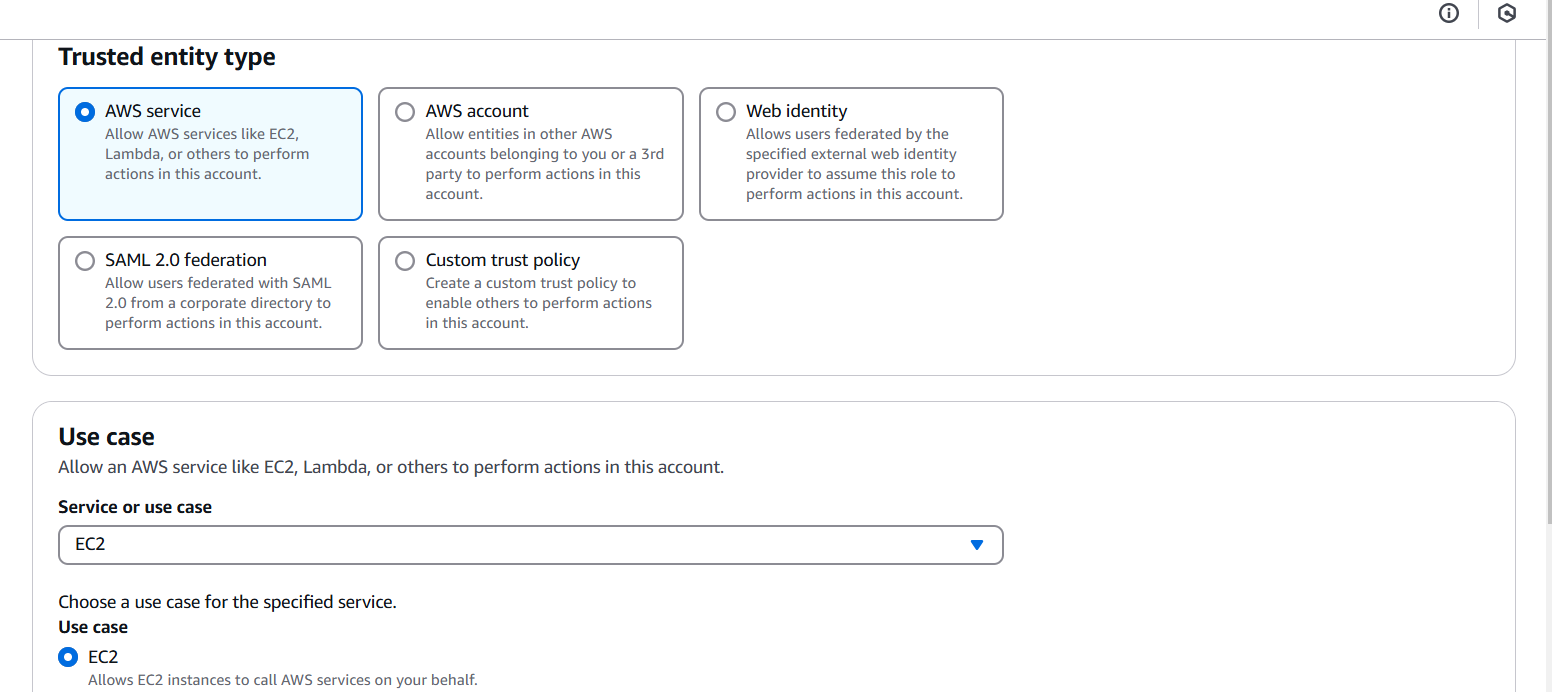 Trusted entity type
AWS service
Allow AWS services like EC2,
Lambda, or others to perform
actions in this account.
AWS account
Allow entities in other AWS
accounts belonging to you or a 3rd
party to perform actions in this
account.
Web identity
Allows users federated by the
specified external web identity
provider to assume this role to
perform actions in this account.
SAML 2.0 federation
Allow users federated with SAML
2.0 from a corporate directory to
perform actions in this account.
Custom trust policy
Create a custom trust policy to
enable others to perform actions
in this account.
Use case
Allow an AWS service like EC2, Lambda, or others to perform actions in this account.
Service or use case
EC2
Choose a use case for the specified service.
Use case
EC2
Allows EC2 instances to call AWS services on your behalf.